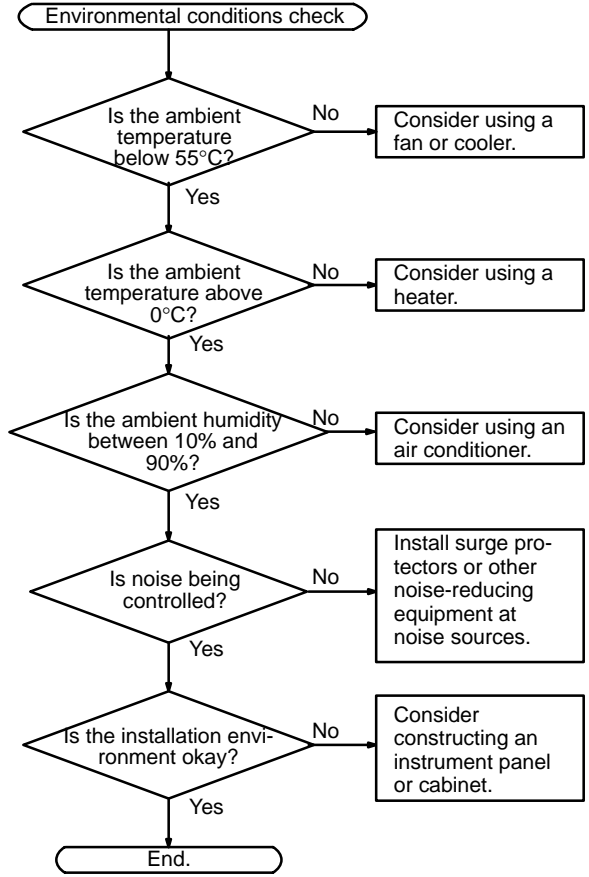 Environmental conditions check
Is the ambient
temperature
below 55°C?
No
Consider using a
fan or cooler.
Yes
Is the ambient
temperature above
0°C?
No
Consider using a
heater.
Yes
Is the ambient humidity
between 10% and
90%?
No
Consider using an
air conditioner.
Yes
Is noise being
controlled?
No
Install surge pro-
tectors or other
noise-reducing
equipment at
noise sources.
Yes
Is the installation envi-
ronment okay?
No
Consider
constructing an
instrument panel
or cabinet.
Yes
End.